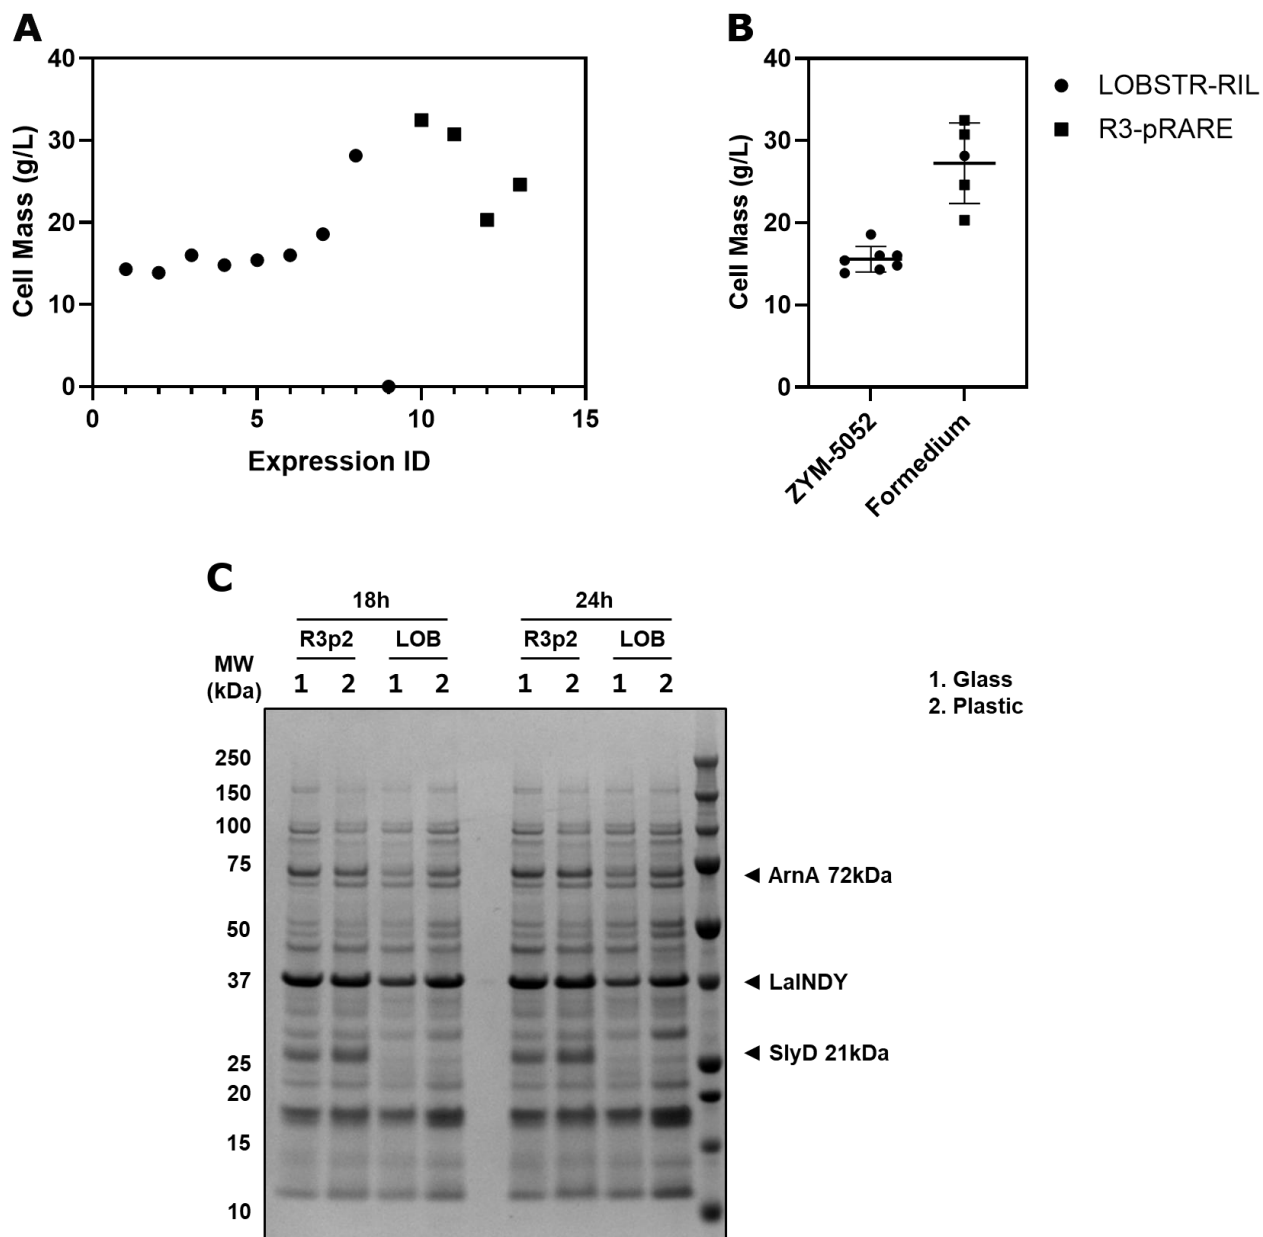 A
40
30
20
10
0
Cell Mass (g/L)
0 5 10 15
Expression ID
B
40
30
20
10
0
Cell Mass (g/L)
ZYM-5052
Formedium
LOBSTR-RIL
R3-pRARE
C
18h 24h
R3p2 LOB R3p2 LOB
MW
(kDa)
1 2 1 2 1 2 1 2
1. Glass
2. Plastic
250
150
100
75
50
37
25
20
15
10
ArnA 72kDa
LaINDY
SlyD 21kDa